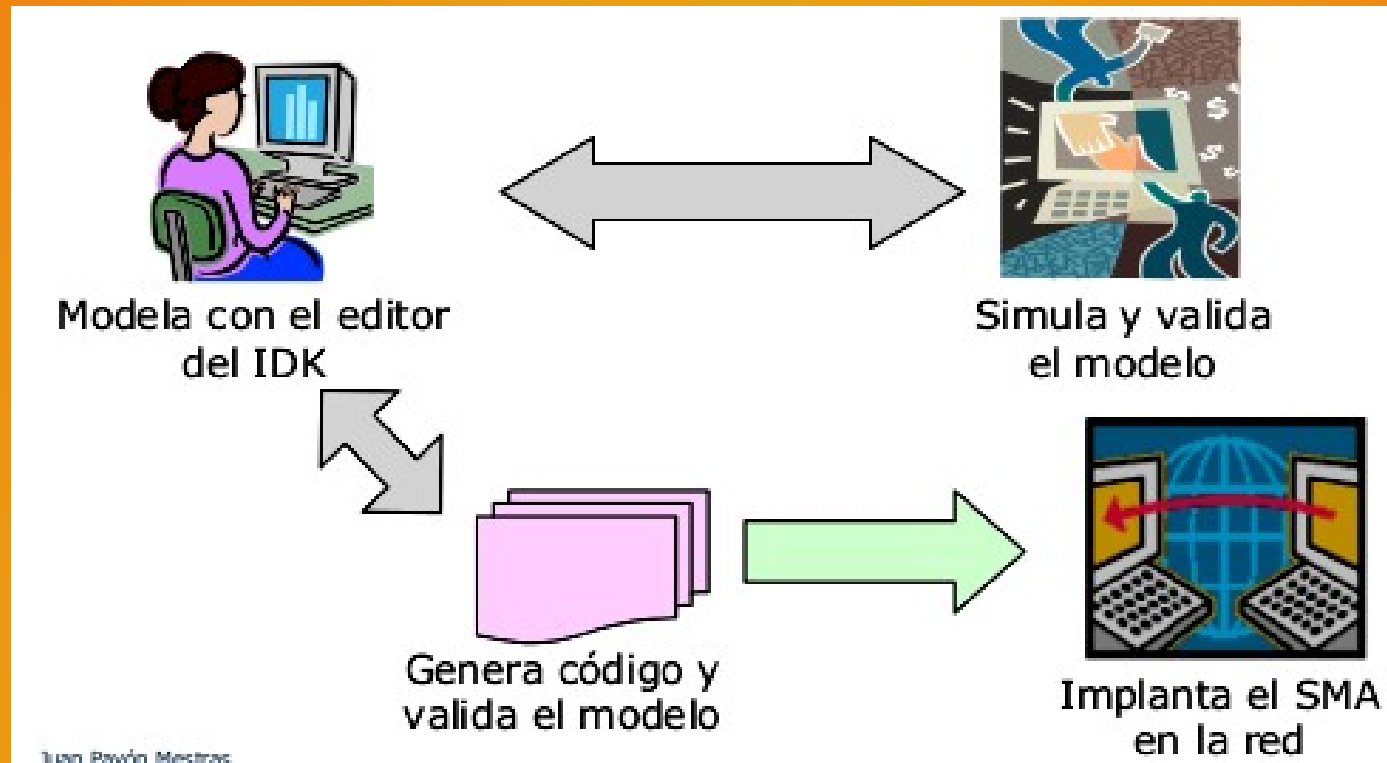 Modela con el editor
del IDK
Simula y valida
el modelo
Genera código y
valida el modelo
Implanta el SMA
en la red
Juan Pavón Mestras